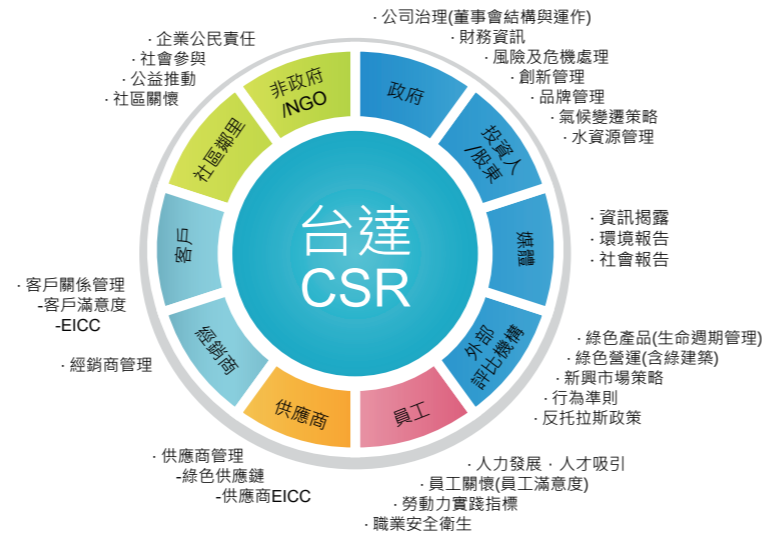 · 公司治理(董事會結構與運作)
· 財務資訊
· 風險及危機處理
· 創新管理
· 品牌管理
· 氣候變遷策略
· 水資源管理
· 企業公民責任
· 社會參與
· 公益推動
· 社區關懷
非政府
/NGO
政府
投資人
/股東
社區鄰里
媒體
客戶
台達
CSR
外部
評比機構
經銷商
供應商
員工
· 資訊揭露
· 環境報告
· 社會報告
· 客戶關係管理
-客戶滿意度
-EICC
· 經銷商管理
· 綠色產品(生命週期管理)
· 綠色營運(含綠建築)
· 新興市場策略
· 行為準則
· 反托拉斯政策
· 供應商管理
-綠色供應鏈
-供應商EICC
· 人力發展．人才吸引
· 員工關懷(員工滿意度)
· 勞動力實踐指標
· 職業安全衛生